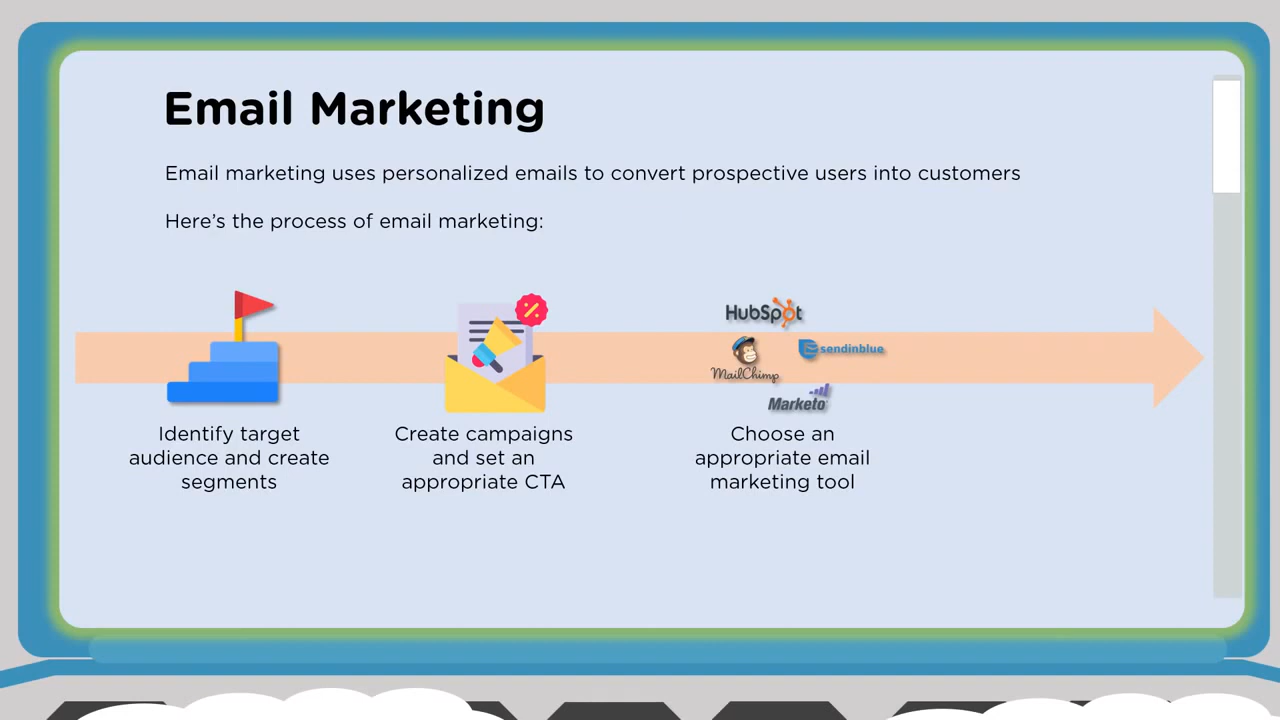 Email Marketing
Email marketing uses personalized emails to convert prospective users into customers
Here’s the process of email marketing:
HubSpot
sendinblue
MailChimp
Marketo
Identify target
audience and create
segments
Create campaigns
and set an
appropriate CTA
Choose an
appropriate email
marketing tool